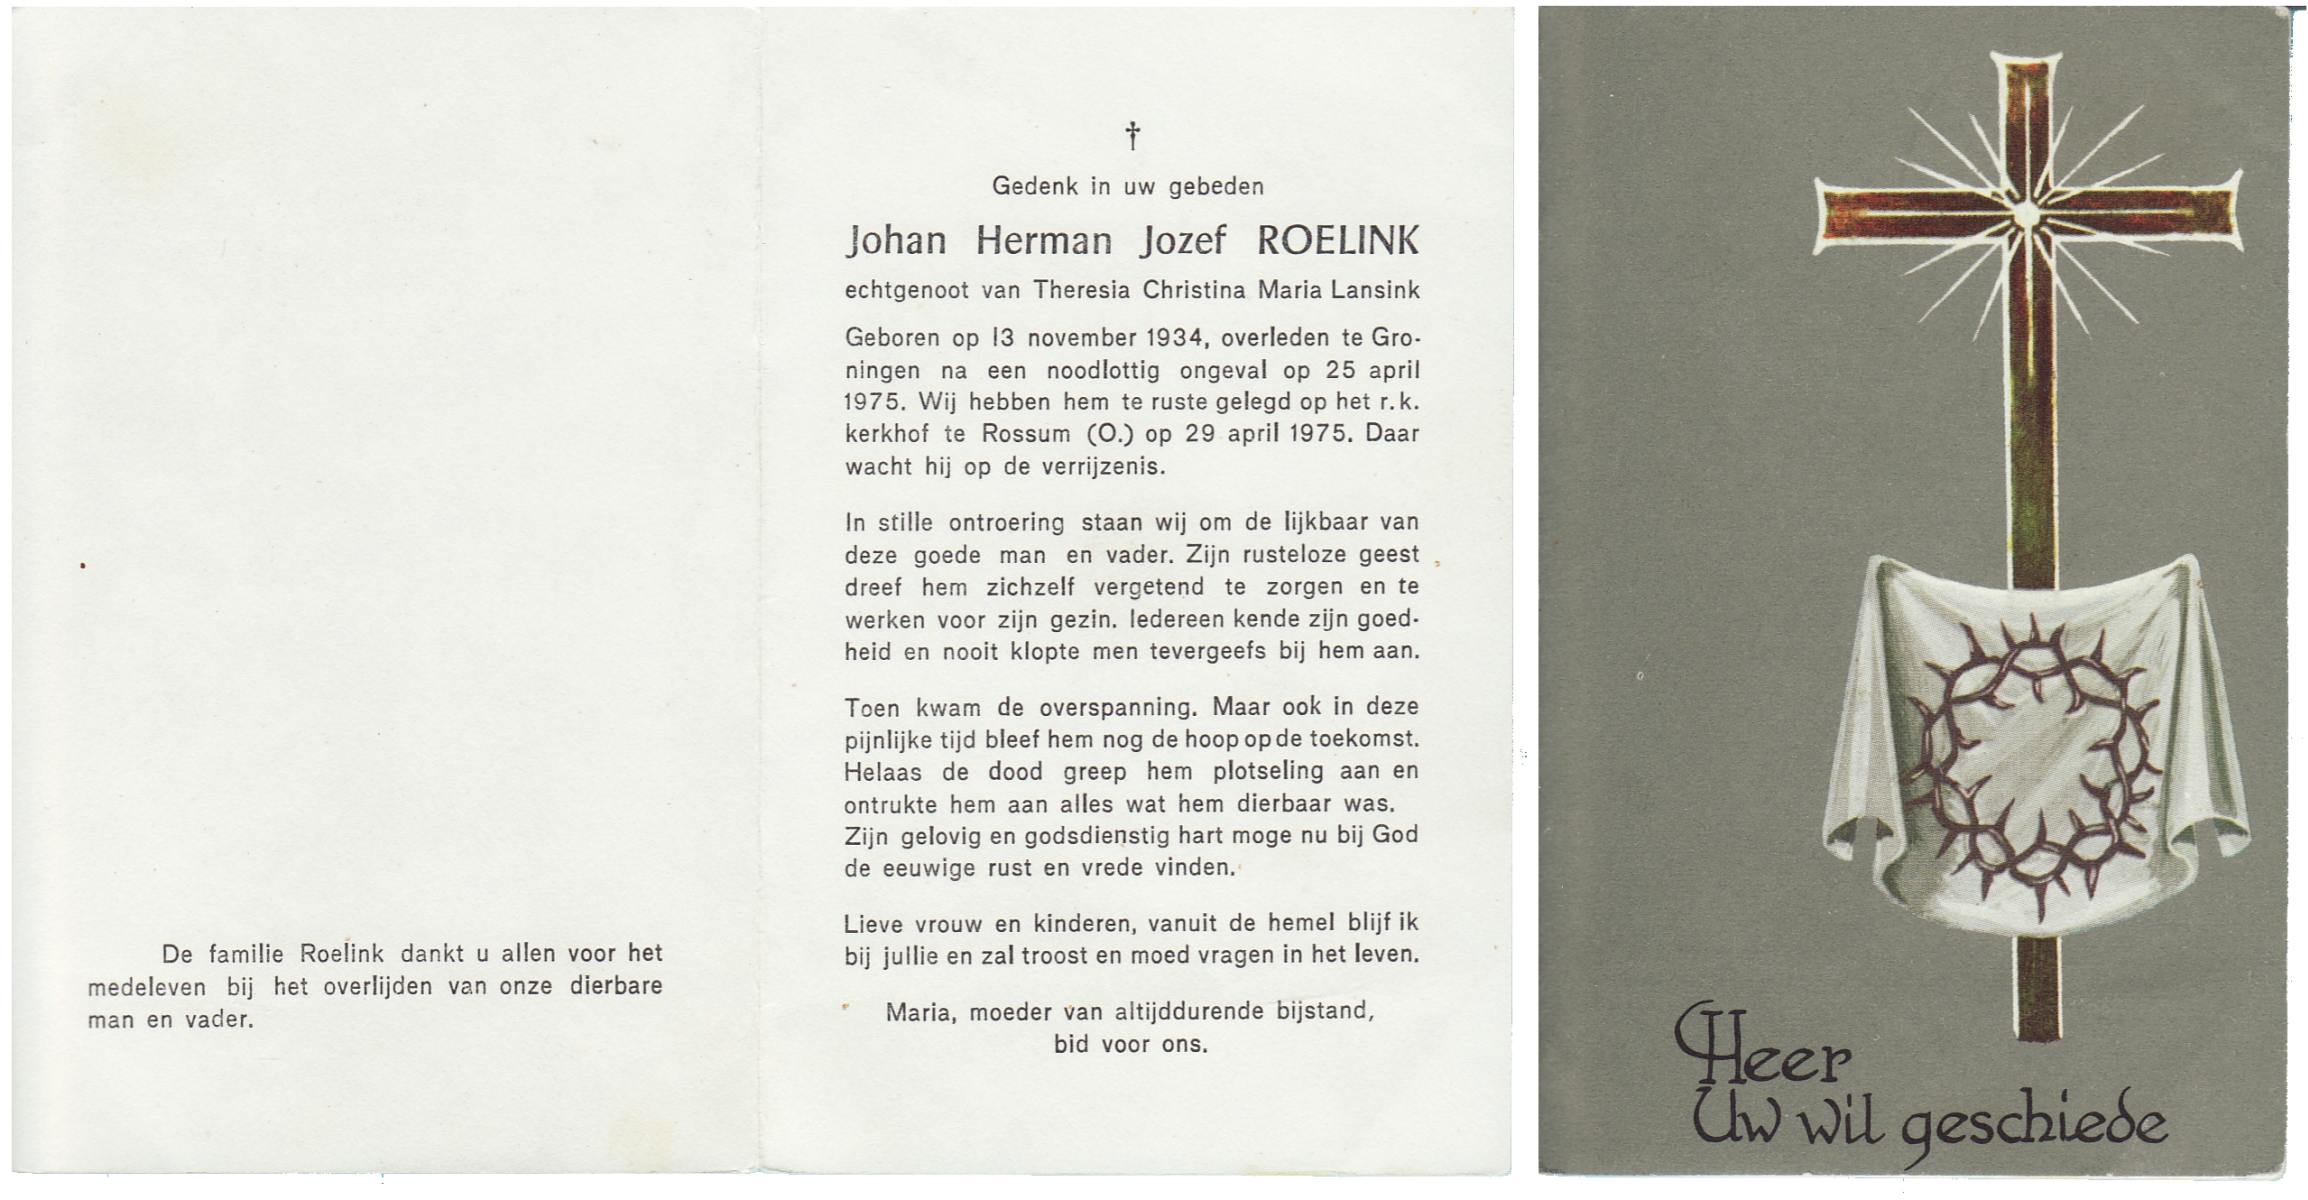 De familie Roelink dankt u allen voor het
medeleven bij het overlijden van onze dierbare
man en vader.
†
Gedenk in uw gebeden
Johan Herman Jozef ROELINK
echtgenoot van Theresia Christina Maria Lansink
Geboren op 13 november 1934, overleden te Gro-
ningen na een noodlottig ongeval op 25 april
1975. Wij hebben hem te ruste gelegd op het r.k.
kerkhof te Rossum (O.) op 29 april 1975. Daar
wacht hij op de verrijzenis.
In stille ontroering staan wij om de lijkbaar van
deze goede man en vader. Zijn rusteloze geest
dreef hem zichzelf vergetend te zorgen en te
werken voor zijn gezin. Iedereen kende zijn goed-
heid en nooit klopte men tevergeefs bij hem aan.
Toen kwam de overspanning. Maar ook in deze
pijnlijke tijd bleef hem nog de hoop op de toekomst.
Helaas de dood greep hem plotseling aan en
ontrukte hem aan alles wat hem dierbaar was.
Zijn gelovig en godsdienstig hart moge nu bij God
de eeuwige rust en vrede vinden.
Lieve vrouw en kinderen, vanuit de hemel blijf ik
bij jullie en zal troost en moed vragen in het leven.
Maria, moeder van altijddurende bijstand,
bid voor ons.
Heer
Uw wil geschiede